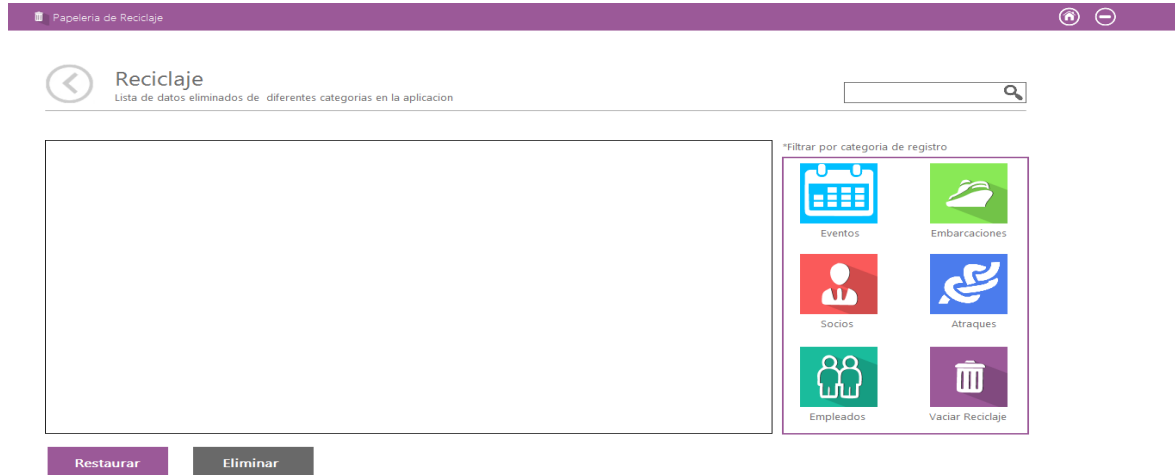 Papeleria de Reciclaje
Reciclaje
Lista de datos eliminados de diferentes categorias en la aplicacion
*Filtrar por categoria de registro
Eventos
Embarcaciones
Socios
Atraques
Empleados
Vaciar Reciclaje
Restaurar
Eliminar